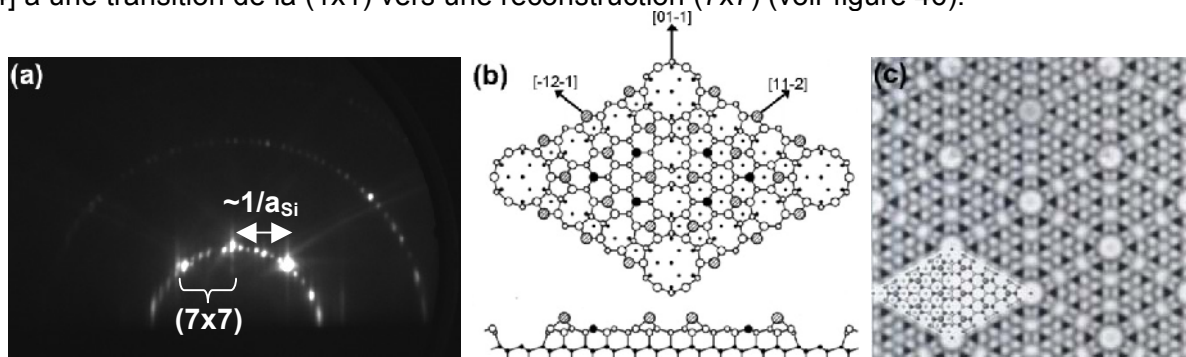 à une transition de la (1x1) vers une reconstruction (7x7) (voir figure 46).
(a)
~1/aSi
(7x7)
(b)
[01-1]
[-12-1]
[11-2]
(c)